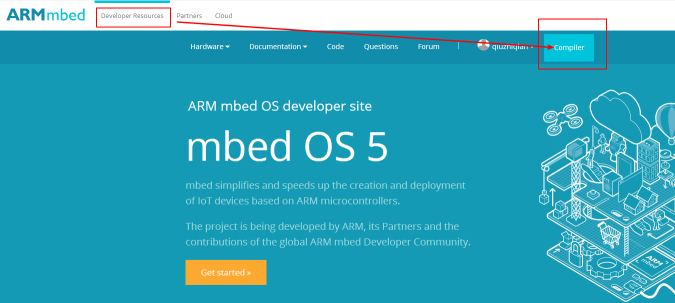 ARMmbed
Developer Resources Partners Cloud
Hardware Documentation Code Questions Forum Compiler
ARM mbed OS developer site
mbed OS 5
mbed simplifies and speeds up the creation and deployment
of IoT devices based on ARM microcontrollers.
The project is being developed by ARM, its Partners and the
contributions of the global ARM mbed Developer Community.
Get started »
ARM
mbed